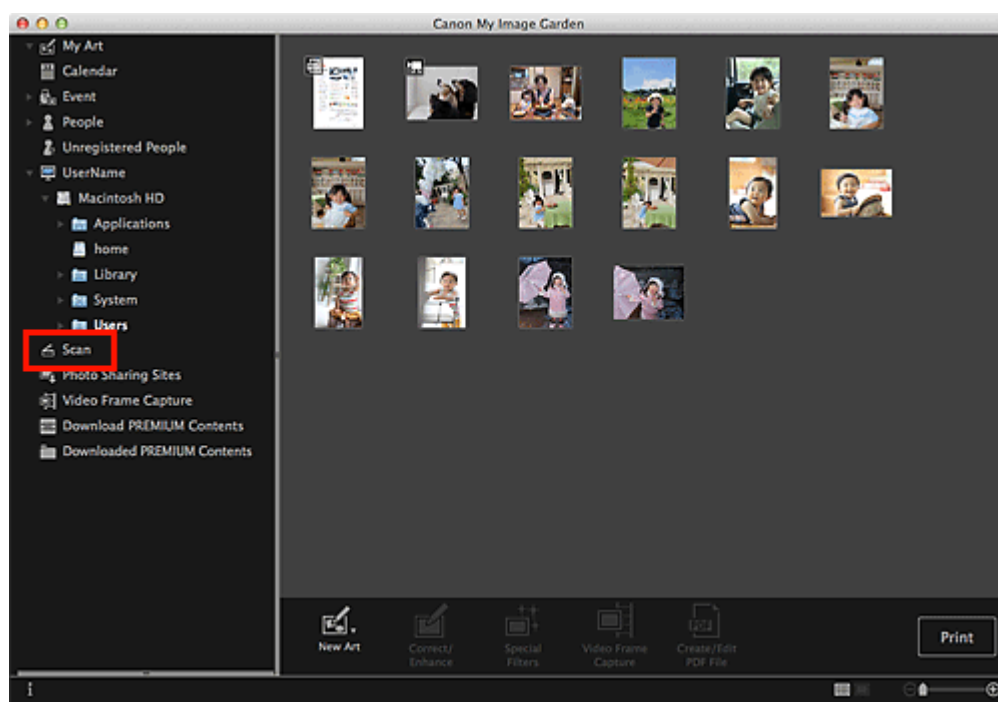 Canon My Image Garden
My Art
Calendar
Event
People
Unregistered People
UserName
Macintosh HD
Applications
home
Library
System
Users
Scan
Photo Sharing Sites
Video Frame Capture
Download PREMIUM Contents
Downloaded PREMIUM Contents
New Art
Correct/
Enhance
Special
Filters
Video Frame
Capture
Create/Edit
PDF File
Print